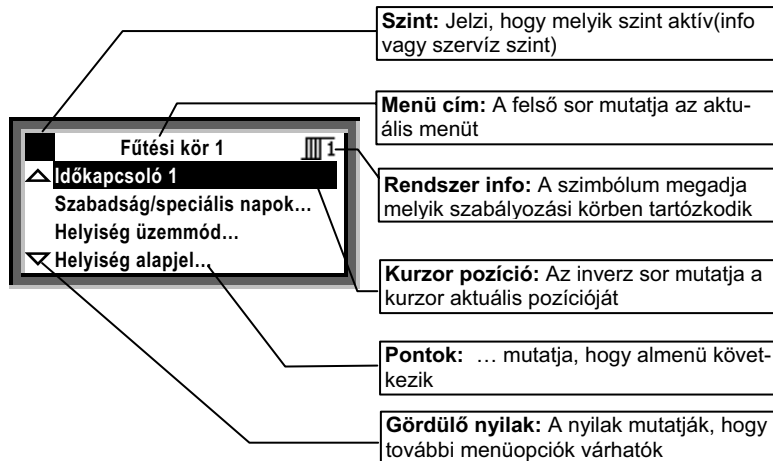 Szint: Jelzi, hogy melyik szint aktív(info
vagy szervíz szint)
Menü cím: A felső sor mutatja az aktu-
ális menüt
Fűtési kör 1
1
Időkapcsoló 1
Szabadság/speciális napok...
Helyiség üzemmód...
Helyiség alapjel...
Rendszer info: A szimbólum megadja
melyik szabályozási körben tartózkodik
Kurzor pozíció: Az inverz sor mutatja a
kurzor aktuális pozícióját
Pontok: … mutatja, hogy almenü követ-
kezik
Gördülő nyilak: A nyilak mutatják, hogy
további menüopciók várhatók